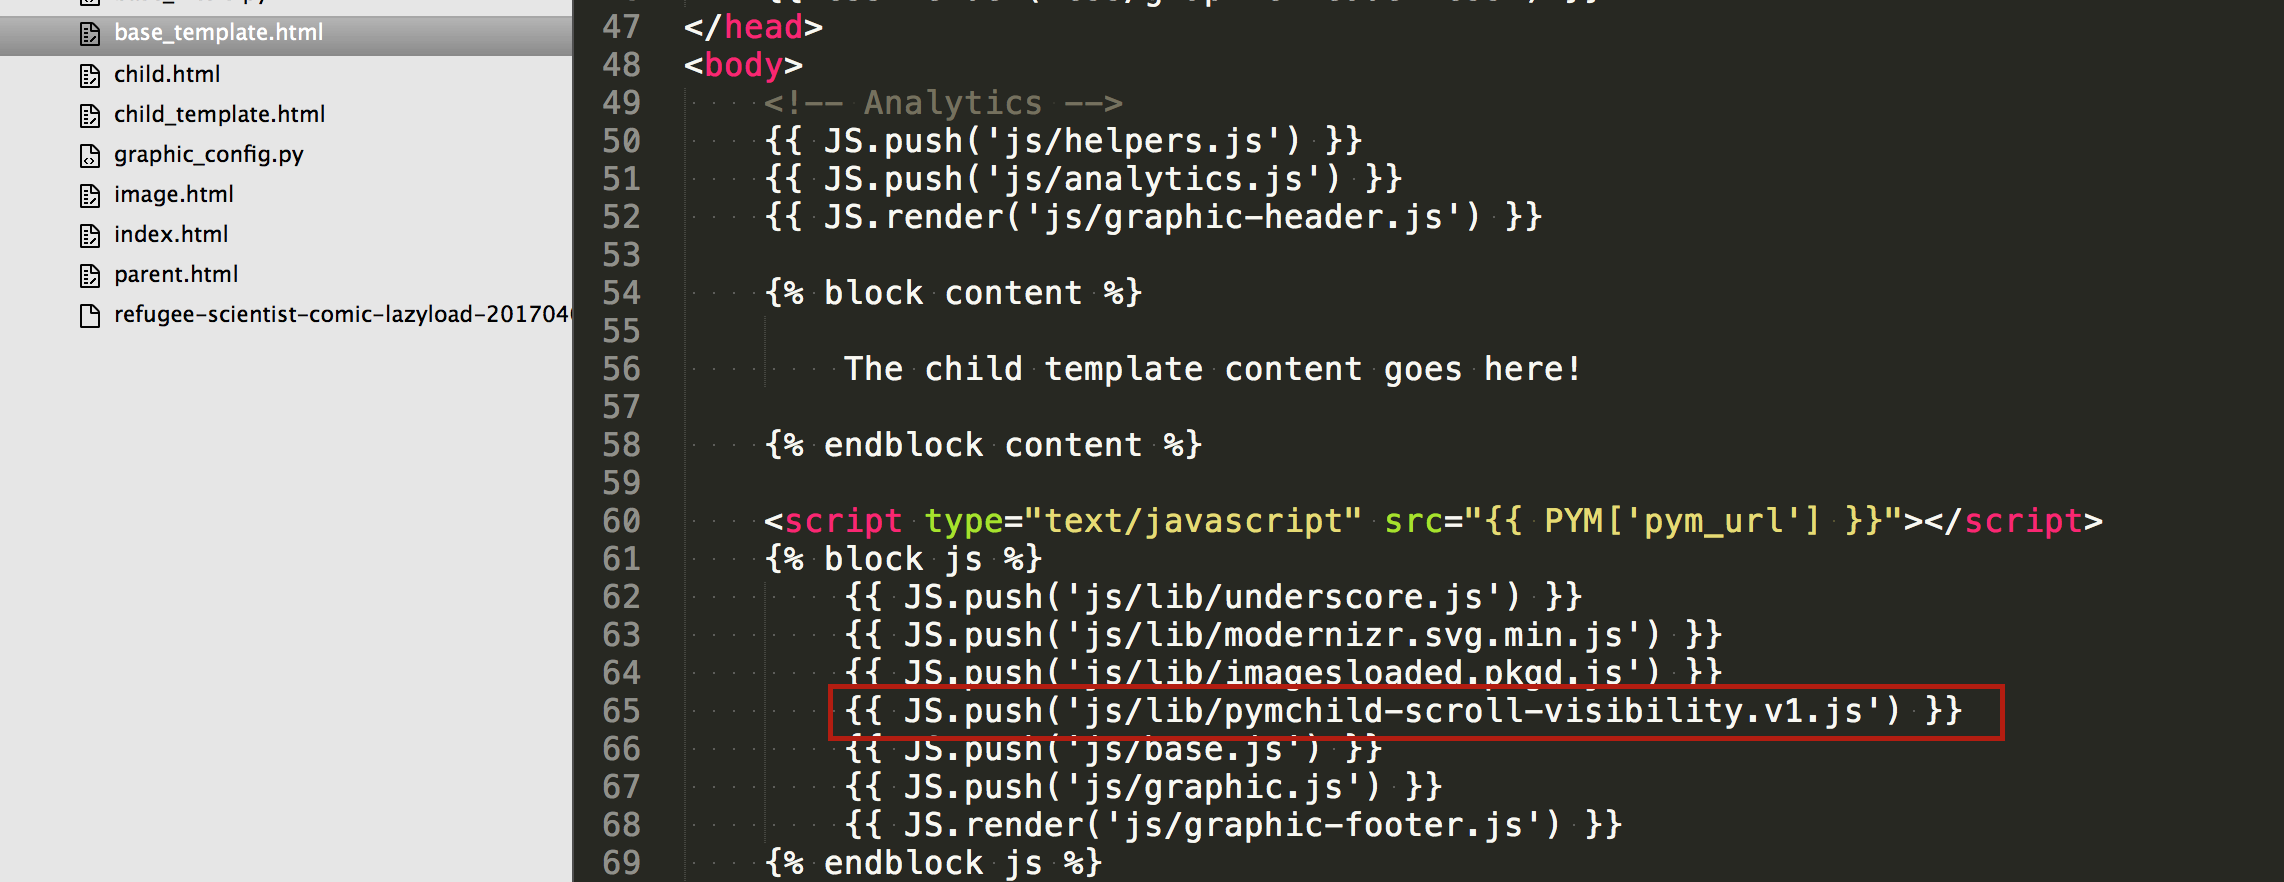 base_template.html
child.html
child_template.html
graphic_config.py
image.html
index.html
parent.html
refugee-scientist-comic-lazyload-201704
47 </head>
48 <body>
49 <!-- Analytics -->
50 {{ JS.push('js/helpers.js') }}
51 {{ JS.push('js/analytics.js') }}
52 {{ JS.render('js/graphic-header.js') }}
53
54 {% block content %}
55
56 The child template content goes here!
57
58 {% endblock content %}
59
60 <script type="text/javascript" src="{{ PYM['pym_url'] }}"></script>
61 {% block js %}
62 {{ JS.push('js/lib/underscore.js') }}
63 {{ JS.push('js/lib/modernizr.svg.min.js') }}
64 {{ JS.push('js/lib/imagesloaded.pkgd.js') }}
65 {{ JS.push('js/lib/pymchild-scroll-visibility.v1.js') }}
66 {{ JS.push('js/base.js') }}
67 {{ JS.push('js/graphic.js') }}
68 {{ JS.render('js/graphic-footer.js') }}
69 {% endblock js %}